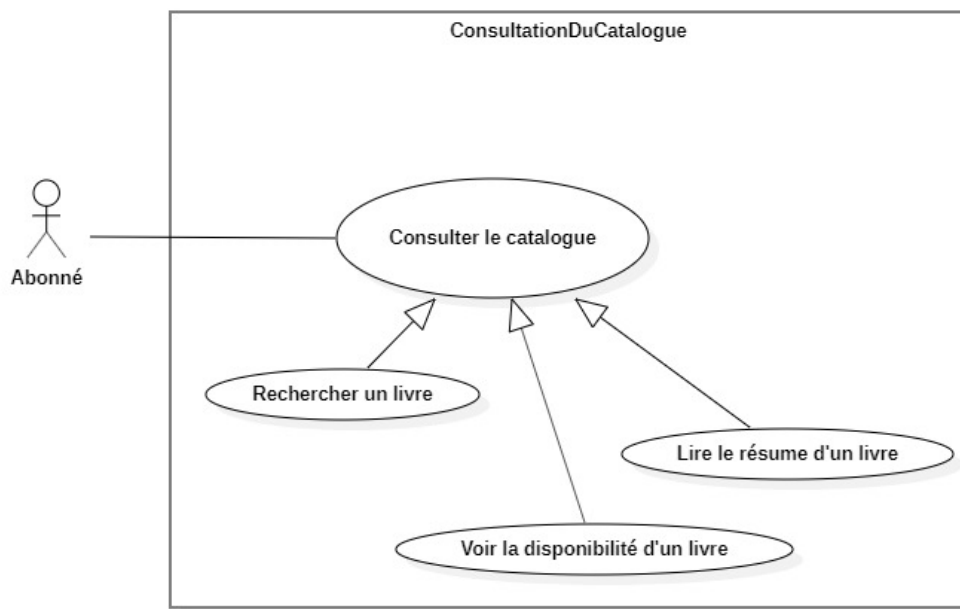 ConsultationDuCatalogue
Consulter le catalogue
Abonné
Rechercher un livre
Lire le résume d'un livre
Voir la disponibilité d'un livre